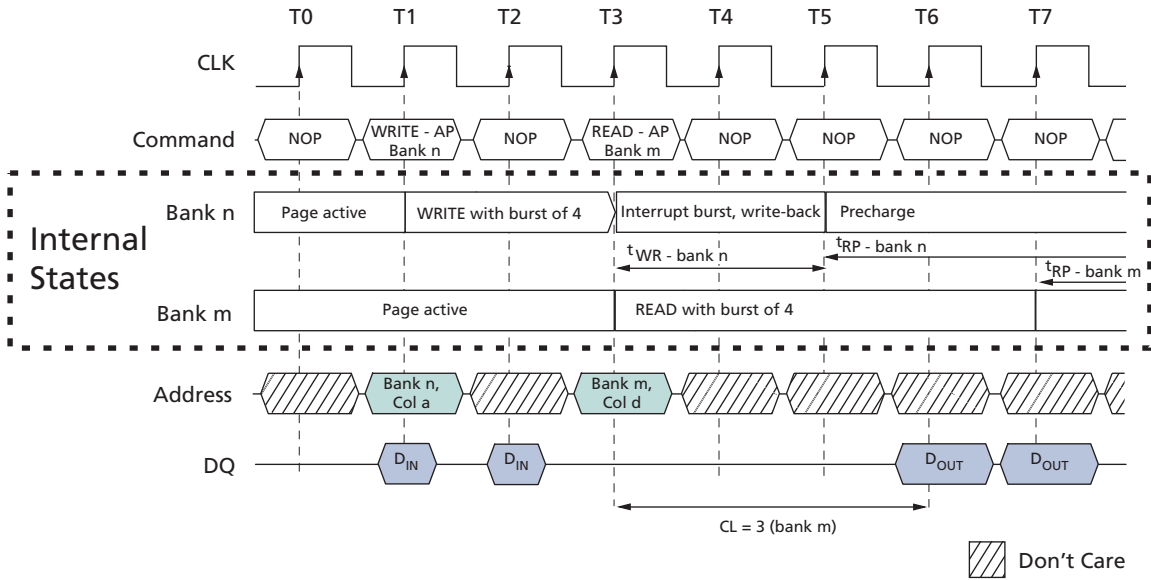 T0 T1 T2 T3 T4 T5 T6 T7
CLK
Command NOP WRITE - AP Bank n NOP READ - AP Bank m NOP NOP NOP NOP
Internal States
Bank n Page active WRITE with burst of 4 Interrupt burst, write-back Precharge
tWR - bank n tRP - bank n
tRP - bank m
Bank m Page active READ with burst of 4
Address Bank n, Col a Bank m, Col d
DQ DIN DIN DOUT DOUT
CL = 3 (bank m)
Don't Care